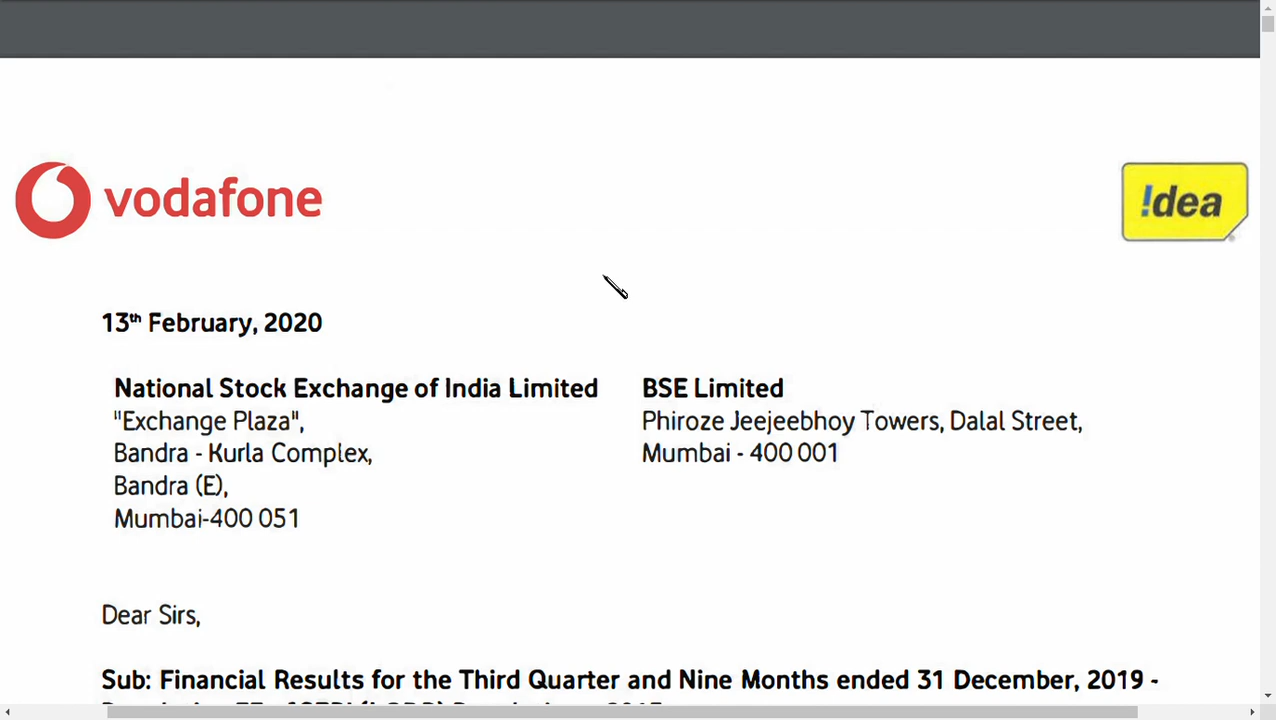 vodafone
!dea
13th February, 2020
National Stock Exchange of India Limited
"Exchange Plaza",
Bandra - Kurla Complex,
Bandra (E),
Mumbai-400 051
BSE Limited
Phiroze Jeejeebhoy Towers, Dalal Street,
Mumbai - 400 001
Dear Sirs,
Sub: Financial Results for the Third Quarter and Nine Months ended 31 December, 2019 -